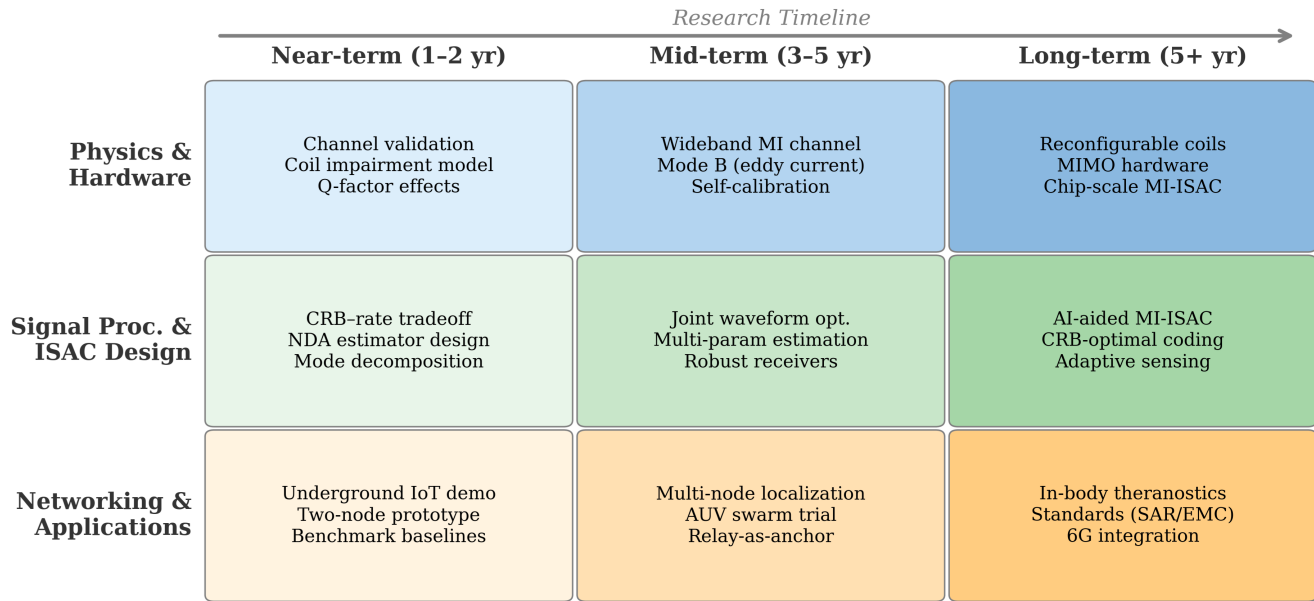 Research Timeline
Near-term (1–2 yr)
Mid-term (3–5 yr)
Long-term (5+ yr)
Physics &
Hardware
Channel validation
Coil impairment model
Q-factor effects
Wideband MI channel
Mode B (eddy current)
Self-calibration
Reconfigurable coils
MIMO hardware
Chip-scale MI-ISAC
Signal Proc. &
ISAC Design
CRB–rate tradeoff
NDA estimator design
Mode decomposition
Joint waveform opt.
Multi-param estimation
Robust receivers
AI-aided MI-ISAC
CRB-optimal coding
Adaptive sensing
Networking &
Applications
Underground IoT demo
Two-node prototype
Benchmark baselines
Multi-node localization
AUV swarm trial
Relay-as-anchor
In-body theranostics
Standards (SAR/EMC)
6G integration